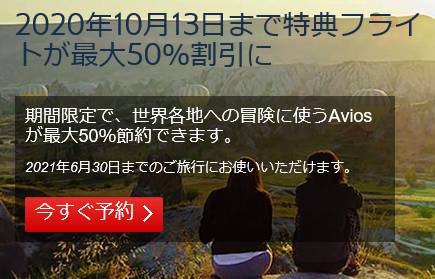 2020年10月13日まで特典フライ
トが最大50%割引に
期間限定で、世界各地への冒険に使うAvios
が最大50%節約できます。
2021年6月30日までのご旅行にお使いいただけます。
今すぐ予約